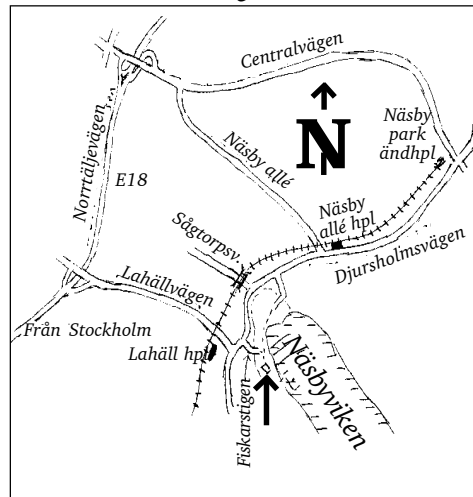 Centralvägen
N
Näsby
park
ändhpl
Norrtäljevägen
Näsby allé
E18
Näsby
allé hpl
Sågtorpsv.
Djursholmsvägen
Lahällvägen
Från Stockholm
Lahäll hpl
Näsbyviken
Fiskarstigen